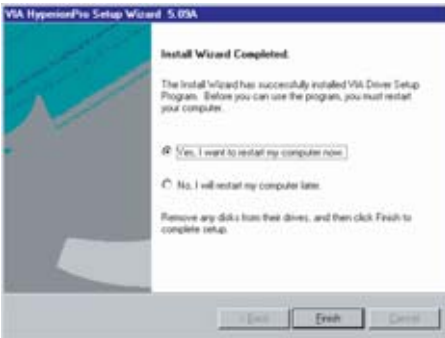 VIA HyperionPro Setup Wizard 5.09A
Install Wizard Completed.
The Install Wizard has successfully installed VIA Driver Setup
Program. Before you can use the program, you must restart
your computer.
Yes, I want to restart my computer now.
No, I will restart my computer later.
Remove any disks from their drives, and then click Finish to
complete setup.
< Back Finish Cancel